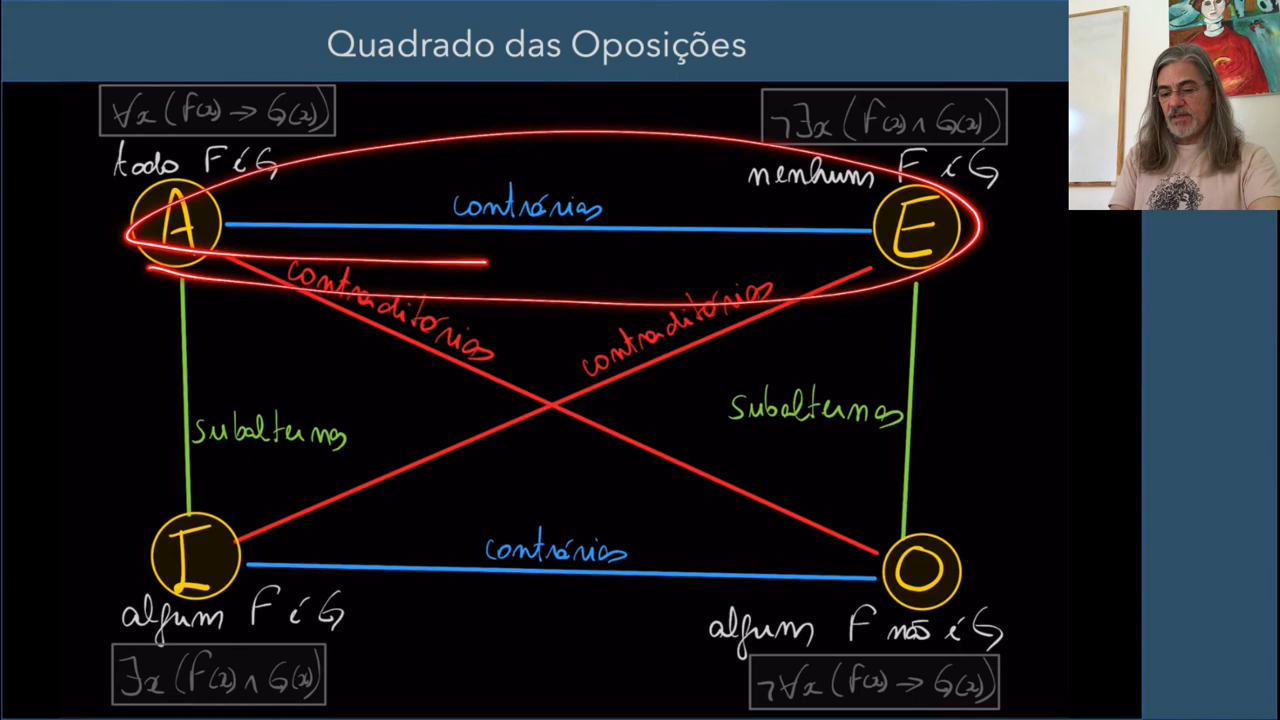 Quadrado das Oposições
∀x (F(x) → G(x))
¬∃x (F(x) ∧ G(x))
todo F é G
nenhum F é G
contrárias
A
E
contraditórias
contraditórias
subalternas
subalternas
contrárias
I
O
algum F é G
algum F não é G
∃x (F(x) ∧ G(x))
¬∀x (F(x) → G(x))